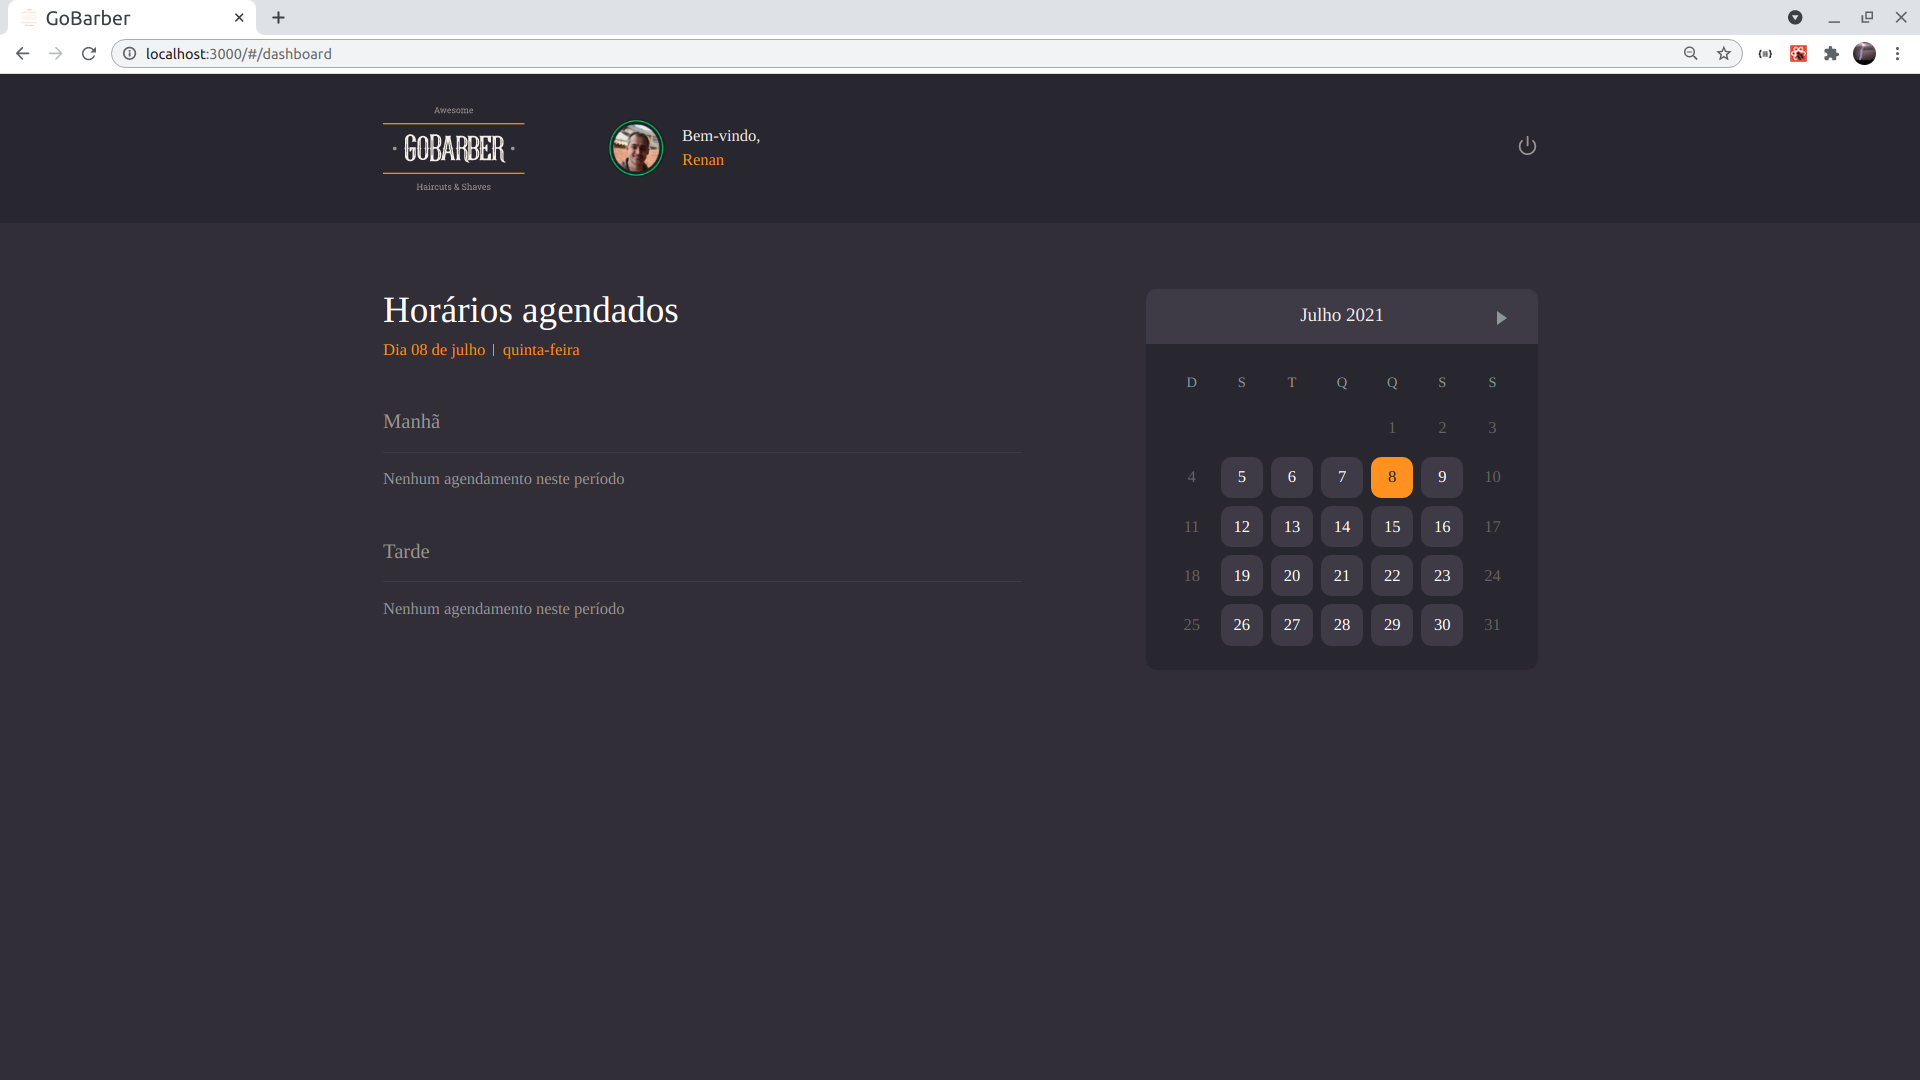 GoBarber
localhost:3000/#/dashboard
Awesome
GOBARBER
Haircuts & Shaves
Bem-vindo,
Renan
Horários agendados
Dia 08 de julho | quinta-feira
Manhã
Nenhum agendamento neste período
Tarde
Nenhum agendamento neste período
Julho 2021
D S T Q Q S S
1 2 3
4 5 6 7 8 9 10
11 12 13 14 15 16 17
18 19 20 21 22 23 24
25 26 27 28 29 30 31